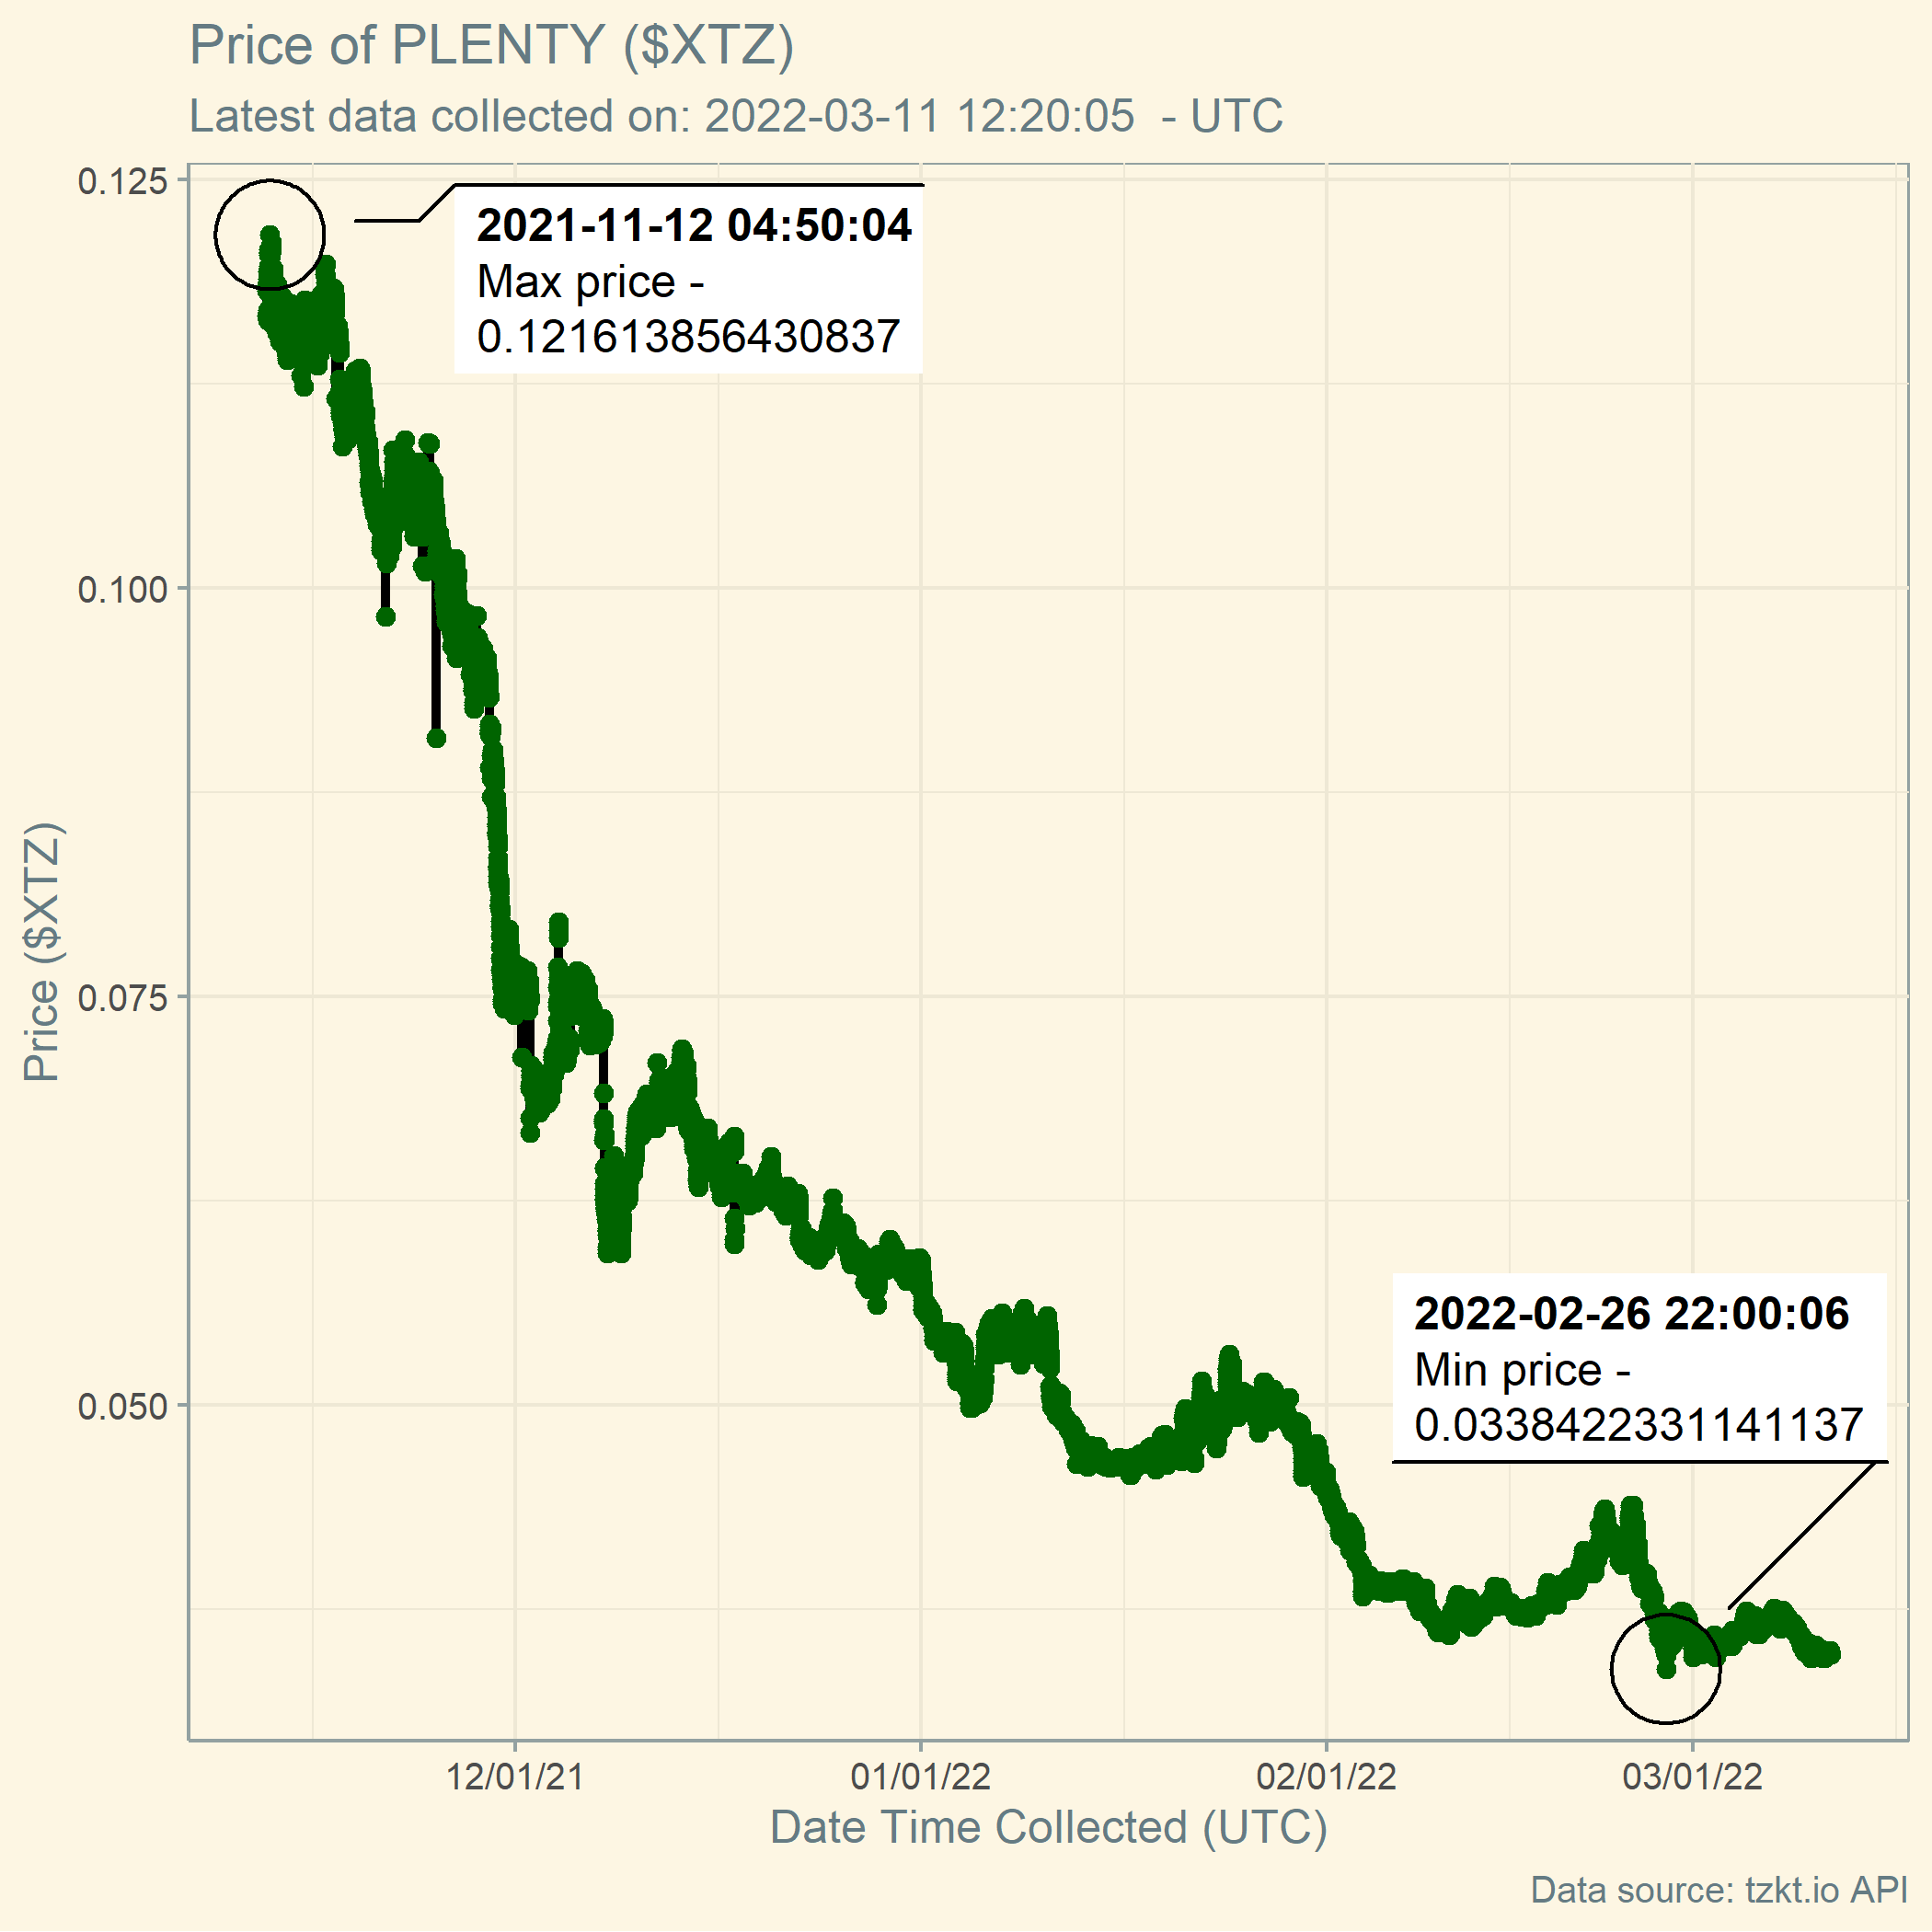 Price of PLENTY ($XTZ)
Latest data collected on: 2022-03-11 12:20:05 - UTC
0.125
0.100
0.075
0.050
Price ($XTZ)
2021-11-12 04:50:04
Max price -
0.121613856430837
2022-02-26 22:00:06
Min price -
0.0338422331141137
12/01/21
01/01/22
02/01/22
03/01/22
Date Time Collected (UTC)
Data source: tzkt.io API